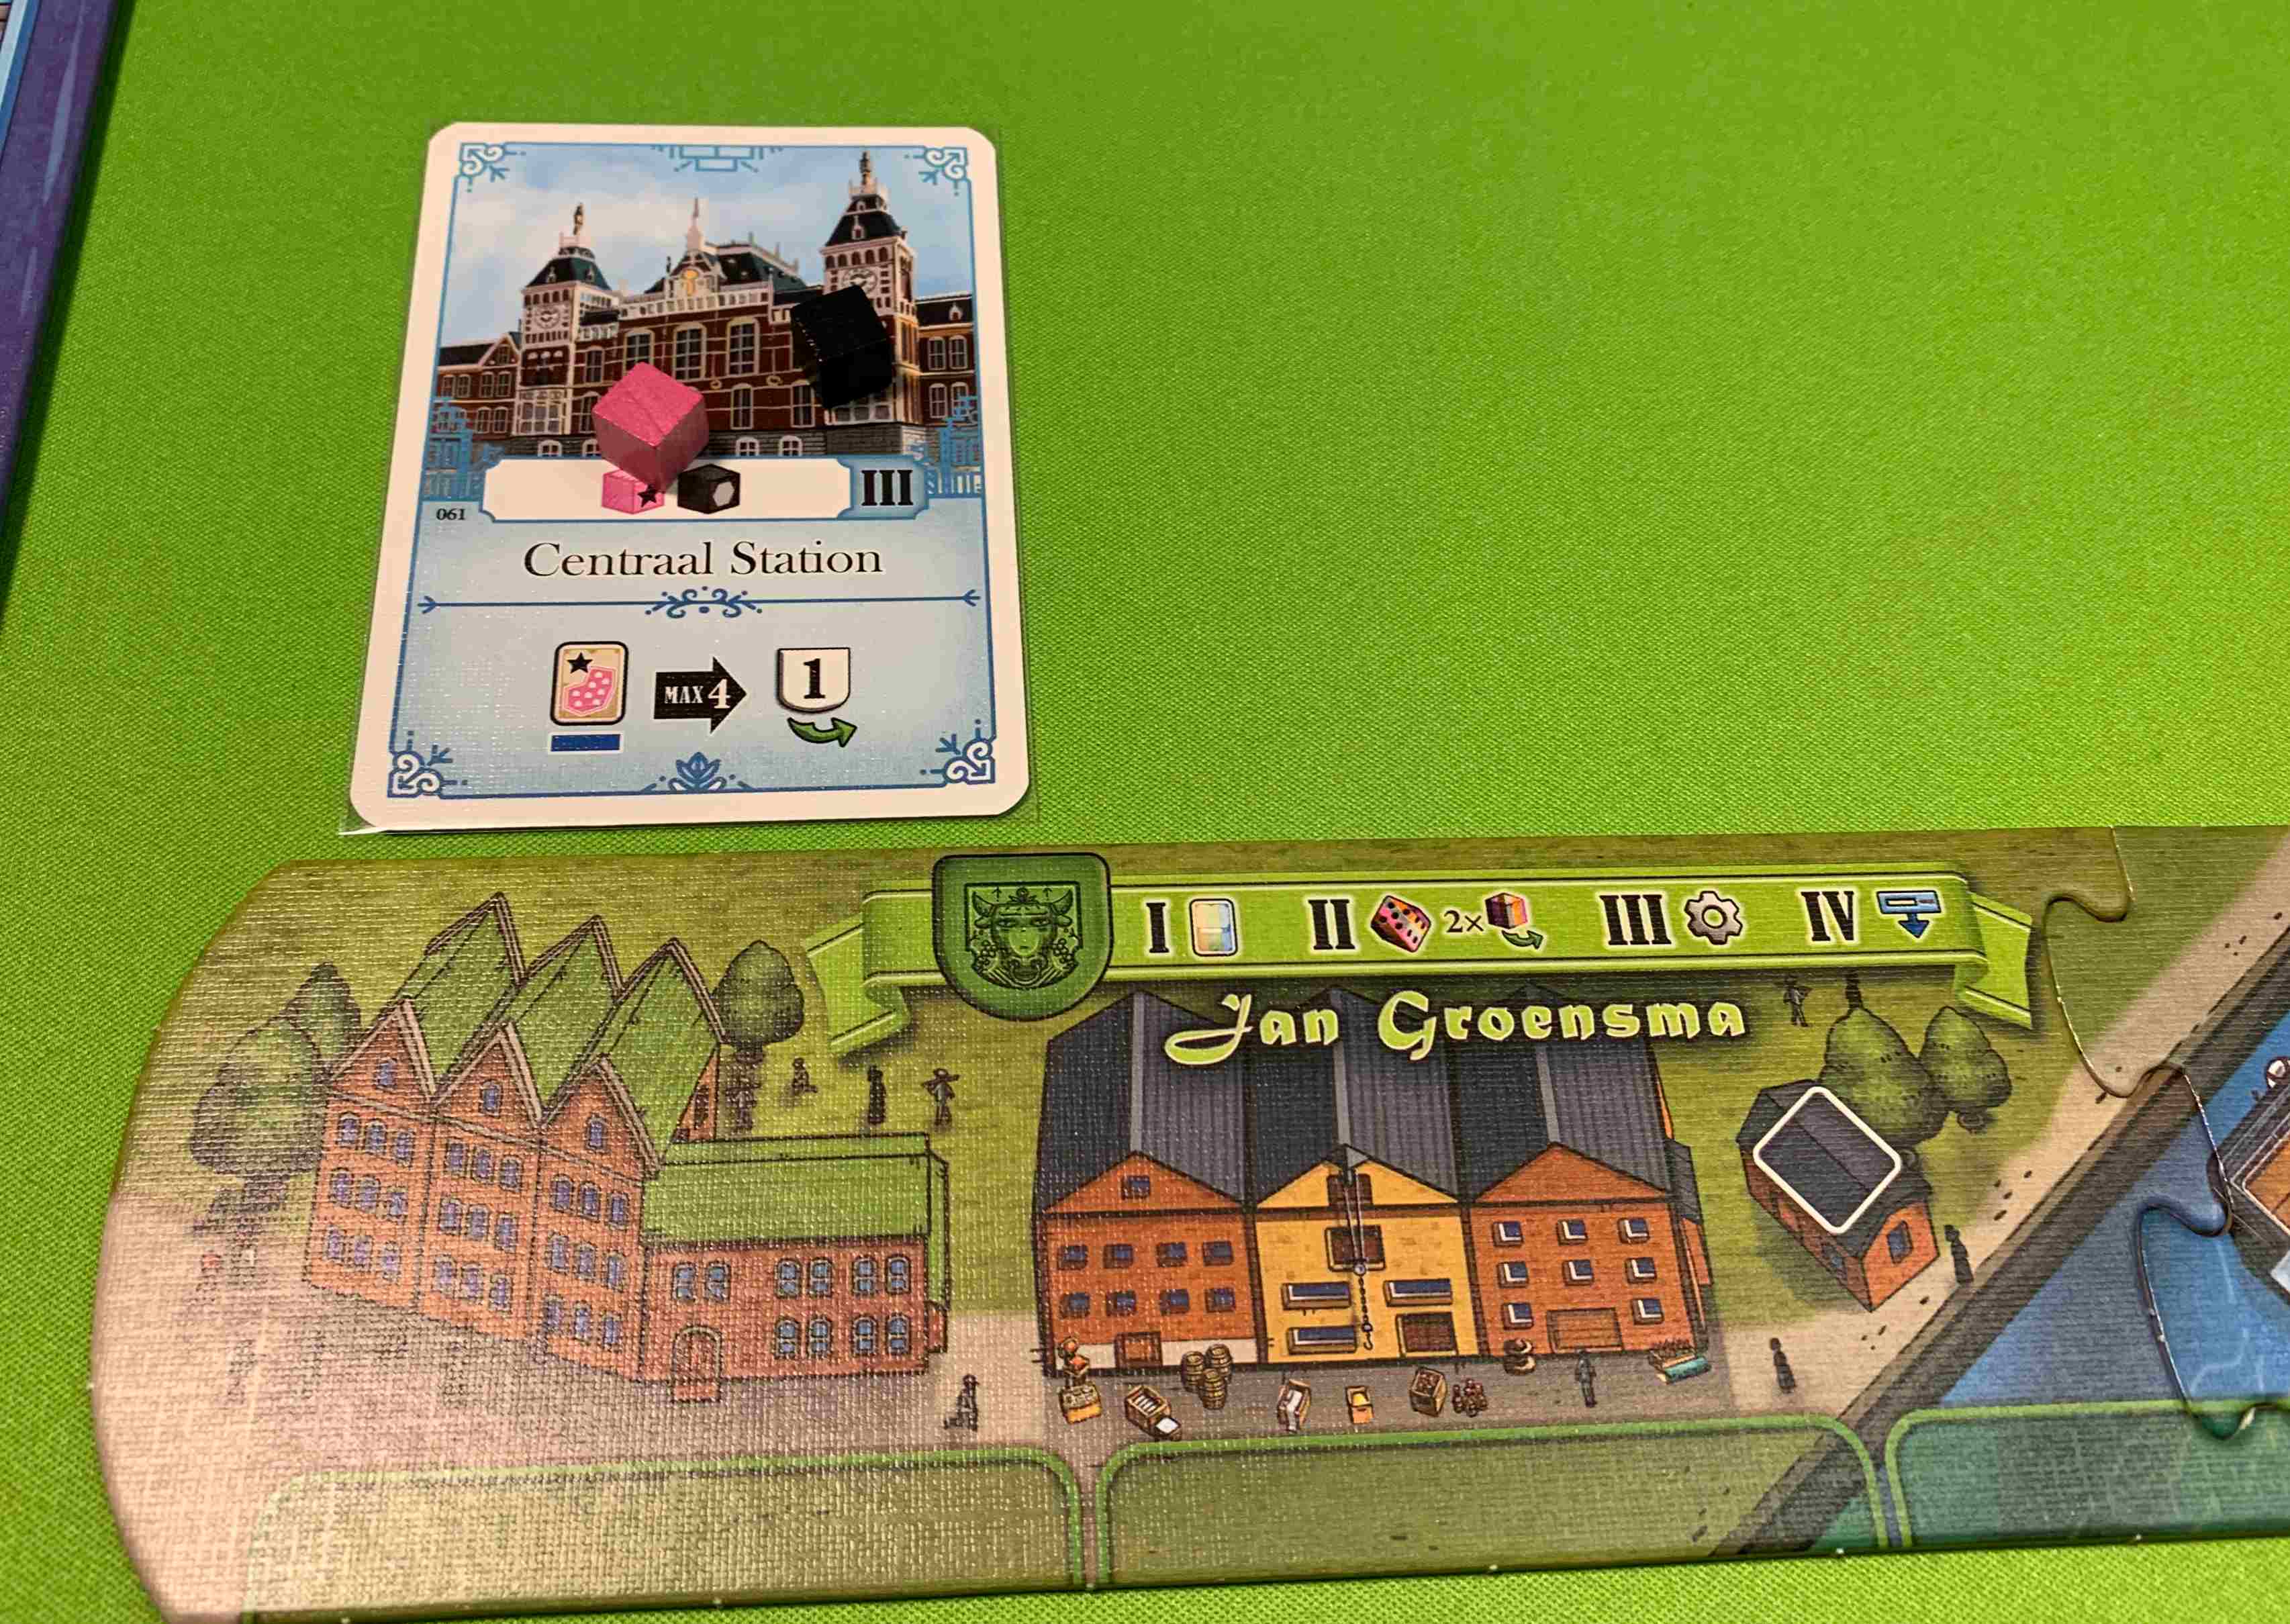 III
061
Centraal Station
MAX 4
1
I II 2× III IV
Jan Groensma